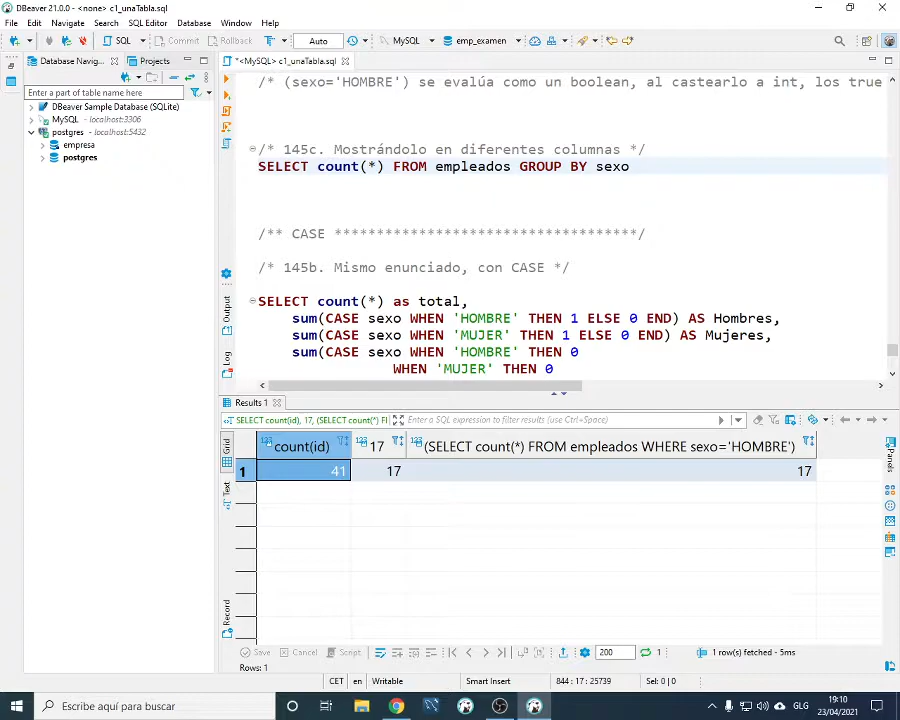 DBeaver 21.0.0 - <none> c1_unaTabla.sql
File Edit Navigate Search SQL Editor Database Window Help
SQL Commit Rollback Auto MySQL emp_examen
Database Navig... Projects
*<MySQL> c1_unaTabla.sql
Enter a part of table name here
DBeaver Sample Database (SQLite)
MySQL - localhost:3306
postgres - localhost:5432
empresa
postgres
/* (sexo='HOMBRE') se evalúa como un boolean, al castearlo a int, los true
/* 145c. Mostrándolo en diferentes columnas */
SELECT count(*) FROM empleados GROUP BY sexo
/** CASE ************************************/
/* 145b. Mismo enunciado, con CASE */
SELECT count(*) as total,
sum(CASE sexo WHEN 'HOMBRE' THEN 1 ELSE 0 END) AS Hombres,
sum(CASE sexo WHEN 'MUJER' THEN 1 ELSE 0 END) AS Mujeres,
sum(CASE sexo WHEN 'HOMBRE' THEN 0
WHEN 'MUJER' THEN 0
Output
Log
Results 1
SELECT count(id), 17, (SELECT count(*) F Enter a SQL expression to filter results (use Ctrl+Space)
Grid
Text
Record
Panels
123 count(id) 123 17 123 (SELECT count(*) FROM empleados WHERE sexo='HOMBRE')
1 41 17 17
Save Cancel Script 200 1 1 row(s) fetched - 5ms
Rows: 1
CET en Writable Smart Insert 844 : 17 : 25739 Sel: 0 | 0
Escribe aquí para buscar
GLG
19:10
23/04/2021